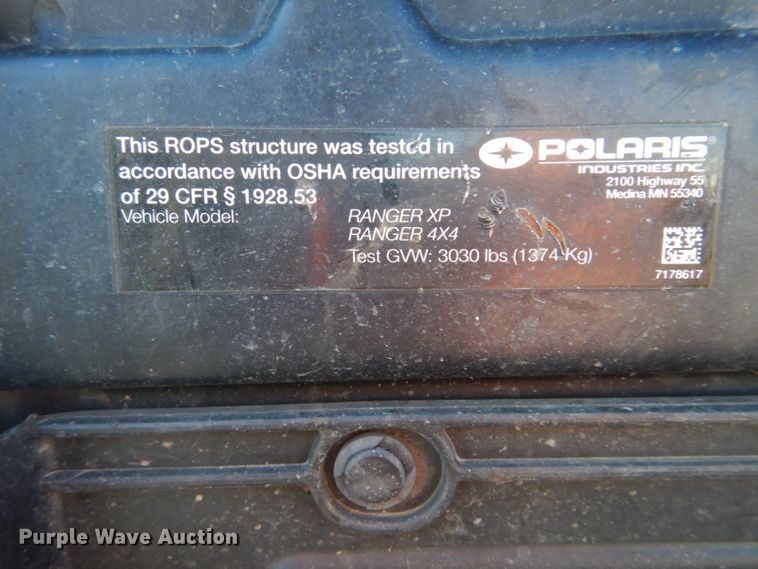 This ROPS structure was tested in
accordance with OSHA requirements
of 29 CFR § 1928.53
POLARIS®
INDUSTRIES INC.
2100 Highway 55
Medina MN 55340
Vehicle Model: RANGER XP
RANGER 4X4
Test GVW: 3030 lbs (1374 Kg)
7178617
Purple Wave Auction